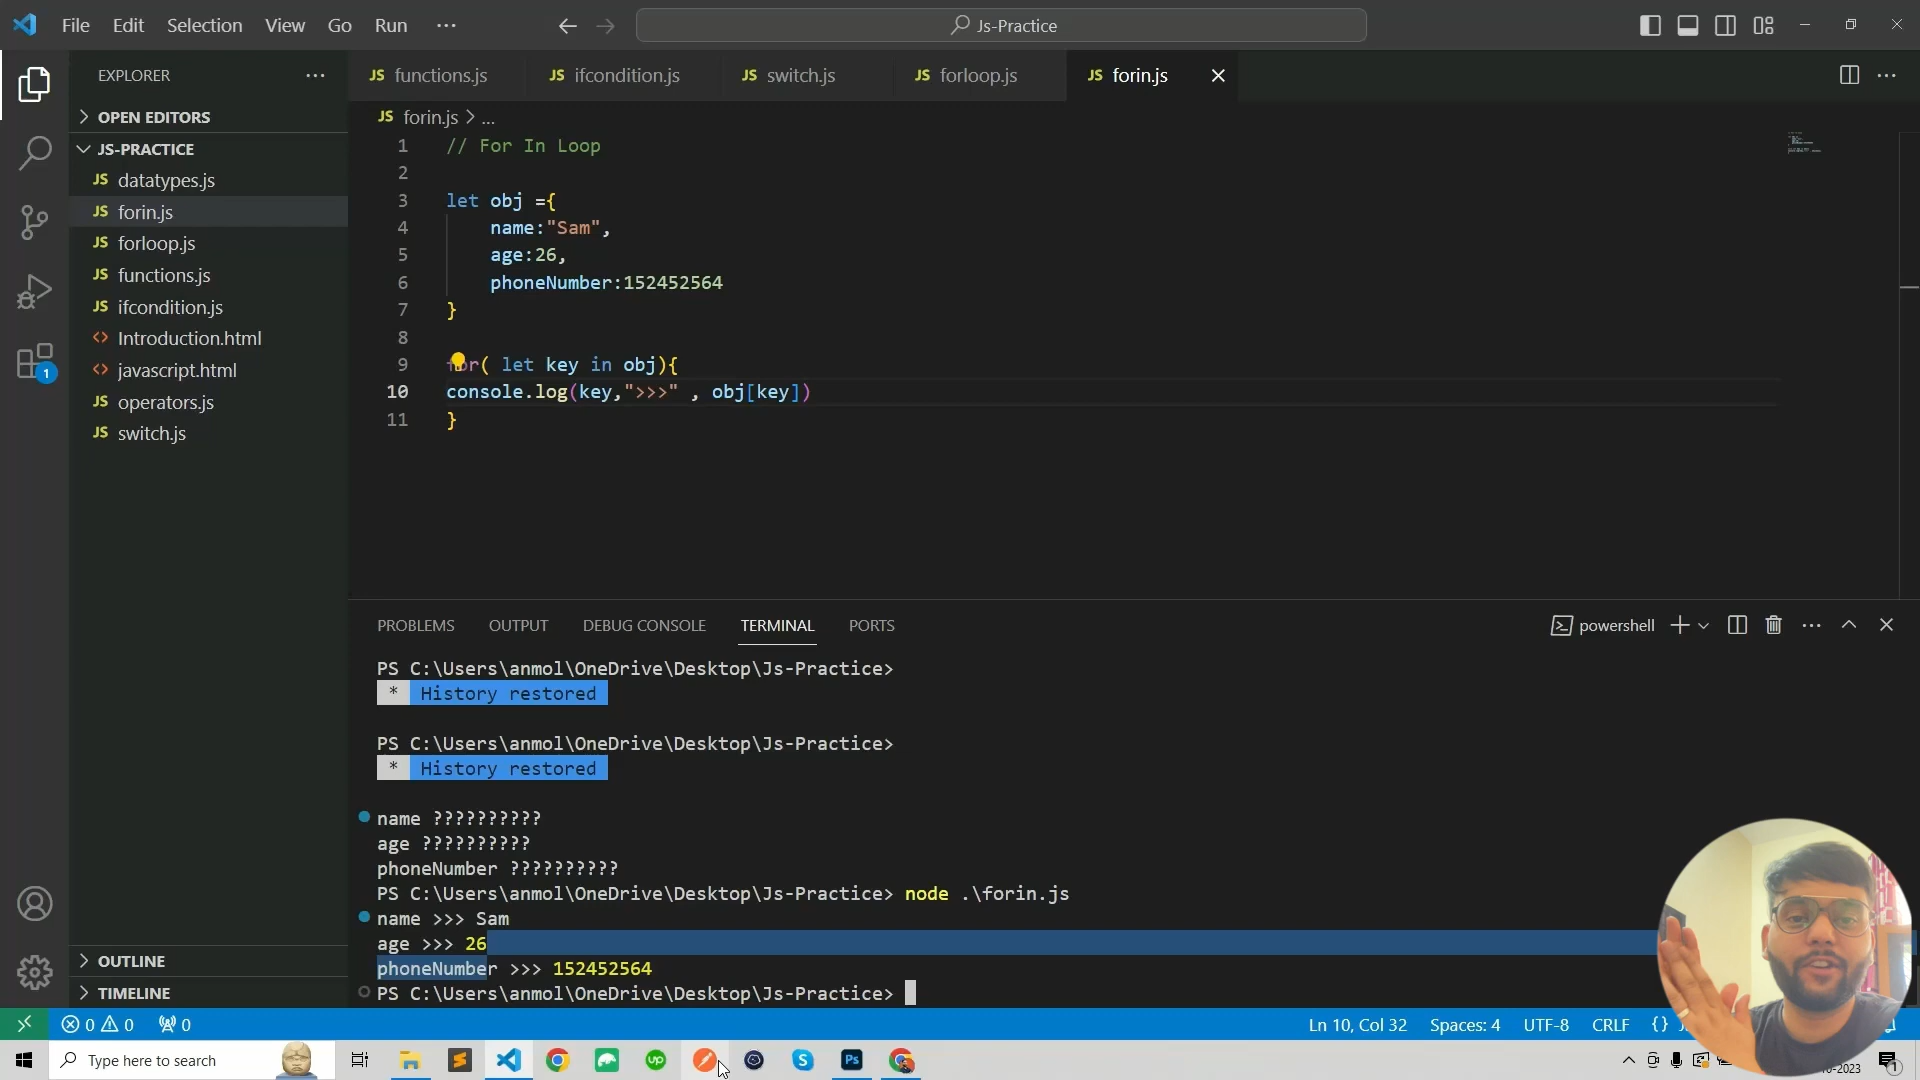 File Edit Selection View Go Run ...
Js-Practice
EXPLORER
OPEN EDITORS
JS-PRACTICE
JS datatypes.js
JS forin.js
JS forloop.js
JS functions.js
JS ifcondition.js
<> Introduction.html
<> javascript.html
JS operators.js
JS switch.js
1
OUTLINE
TIMELINE
JS functions.js
JS ifcondition.js
JS switch.js
JS forloop.js
JS forin.js
JS forin.js > ...
1 // For In Loop
2
3 let obj ={
4 name:"Sam",
5 age:26,
6 phoneNumber:152452564
7 }
8
9 for( let key in obj){
10 console.log(key,">>>" , obj[key])
11 }
PROBLEMS OUTPUT DEBUG CONSOLE TERMINAL PORTS
powershell
PS C:\Users\anmol\OneDrive\Desktop\Js-Practice>
* History restored
PS C:\Users\anmol\OneDrive\Desktop\Js-Practice>
* History restored
name ??????????
age ??????????
phoneNumber ??????????
PS C:\Users\anmol\OneDrive\Desktop\Js-Practice> node .\forin.js
name >>> Sam
age >>> 26
phoneNumber >>> 152452564
PS C:\Users\anmol\OneDrive\Desktop\Js-Practice>
0 0 0
Ln 10, Col 32 Spaces: 4 UTF-8 CRLF {}
Type here to search
up
Ps
-2023
1